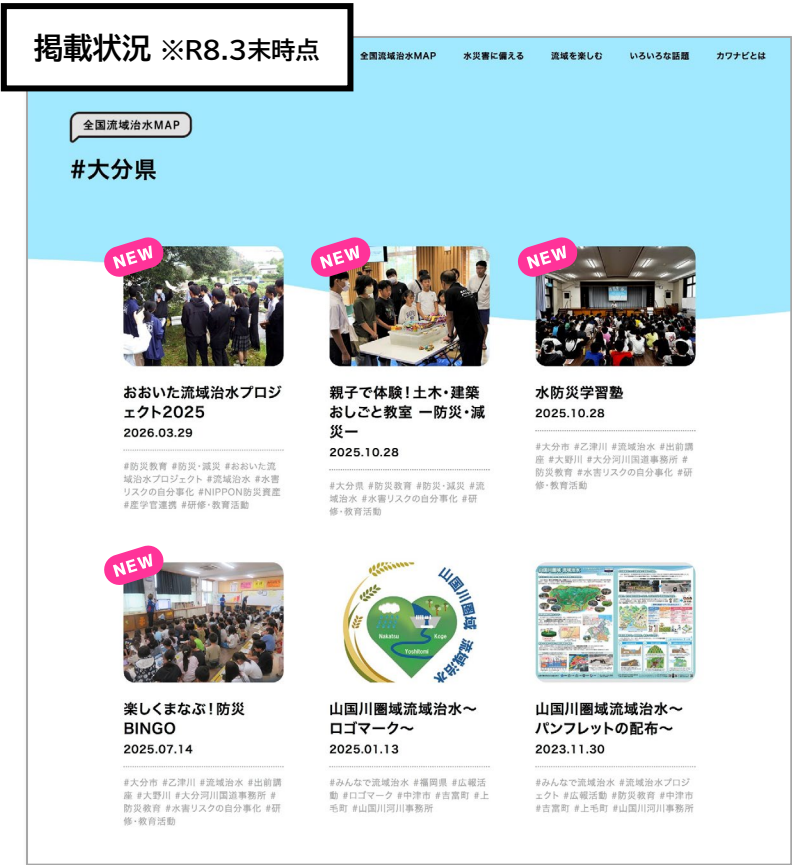 掲載状況 ※R8.3末時点
全国流域治水MAP 水災害に備える 流域を楽しむ いろいろな話題 カワナビとは
全国流域治水MAP
#大分県
NEW
おおいた流域治水プロジ
ェクト2025
2026.03.29
#防災教育 #防災・減災 #おおいた流
域治水プロジェクト #流域治水 #水害
リスクの自分事化 #NIPPON防災資産
#産学官連携 #研修・教育活動
NEW
親子で体験！土木・建築
おしごと教室 ー防災・減
災ー
2025.10.28
#大分県 #防災教育 #防災・減災 #流
域治水 #水害リスクの自分事化 #研
修・教育活動
NEW
水防災学習塾
2025.10.28
#大分市 #乙津川 #流域治水 #出前講
座 #大野川 #大分河川国道事務所 #
防災教育 #水害リスクの自分事化 #研
修・教育活動
NEW
楽しくまなぶ！防災
BINGO
2025.07.14
#大分市 #乙津川 #流域治水 #出前講
座 #大野川 #大分河川国道事務所 #
防災教育 #水害リスクの自分事化 #研
修・教育活動
山国川圏域 流域治水
Nakatsu Koge
Yoshitomi
山国川圏域流域治水～
ロゴマーク～
2025.01.13
#みんなで流域治水 #福岡県 #広報活
動 #ロゴマーク #中津市 #吉富町 #上
毛町 #山国川河川事務所
山国川圏域 流域治水
山国川圏域流域治水～
パンフレットの配布～
2023.11.30
#みんなで流域治水 #流域治水プロジ
ェクト #広報活動 #防災教育 #中津市
#吉富町 #上毛町 #山国川河川事務所